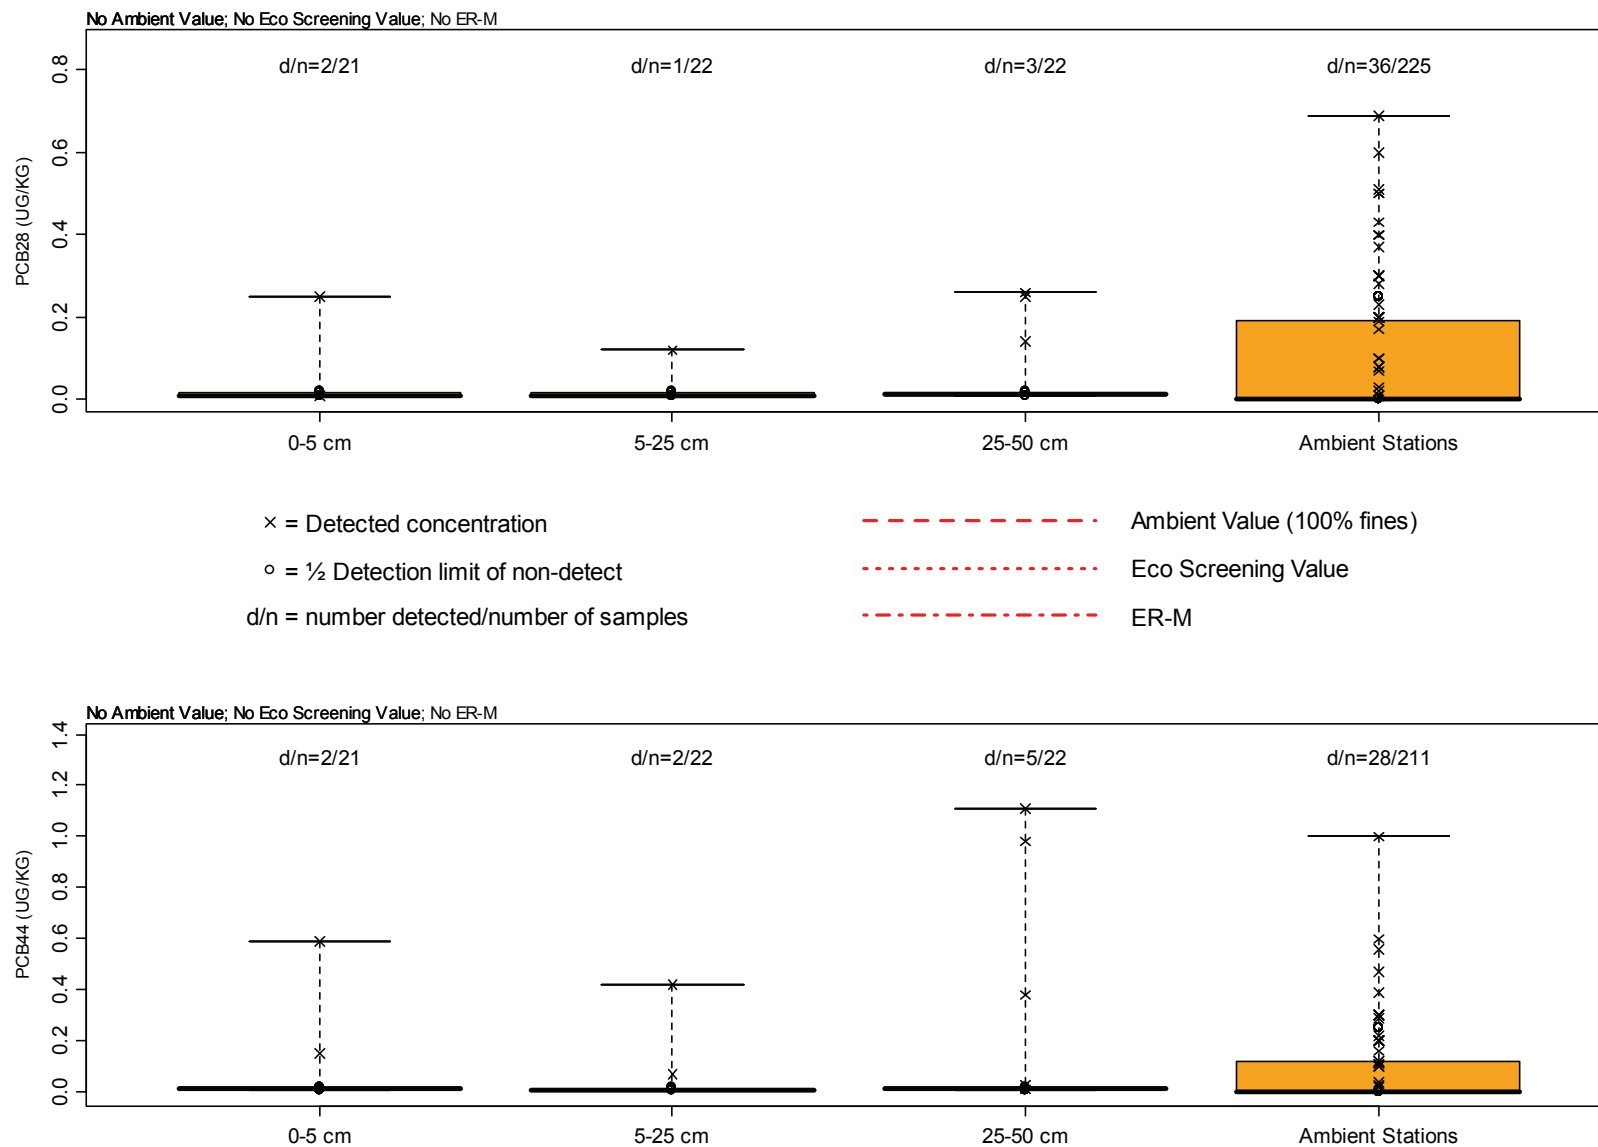 No Ambient Value; No Eco Screening Value; No ER-M
d/n=2/21 d/n=1/22 d/n=3/22 d/n=36/225
PCB28 (UG/KG)
0.8
0.6
0.4
0.2
0.0
0-5 cm 5-25 cm 25-50 cm Ambient Stations
× = Detected concentration
Ambient Value (100% fines)
o = ½ Detection limit of non-detect
Eco Screening Value
d/n = number detected/number of samples
ER-M
No Ambient Value; No Eco Screening Value; No ER-M
d/n=2/21 d/n=2/22 d/n=5/22 d/n=28/211
PCB44 (UG/KG)
1.4
1.2
1.0
0.8
0.6
0.4
0.2
0.0
0-5 cm 5-25 cm 25-50 cm Ambient Stations